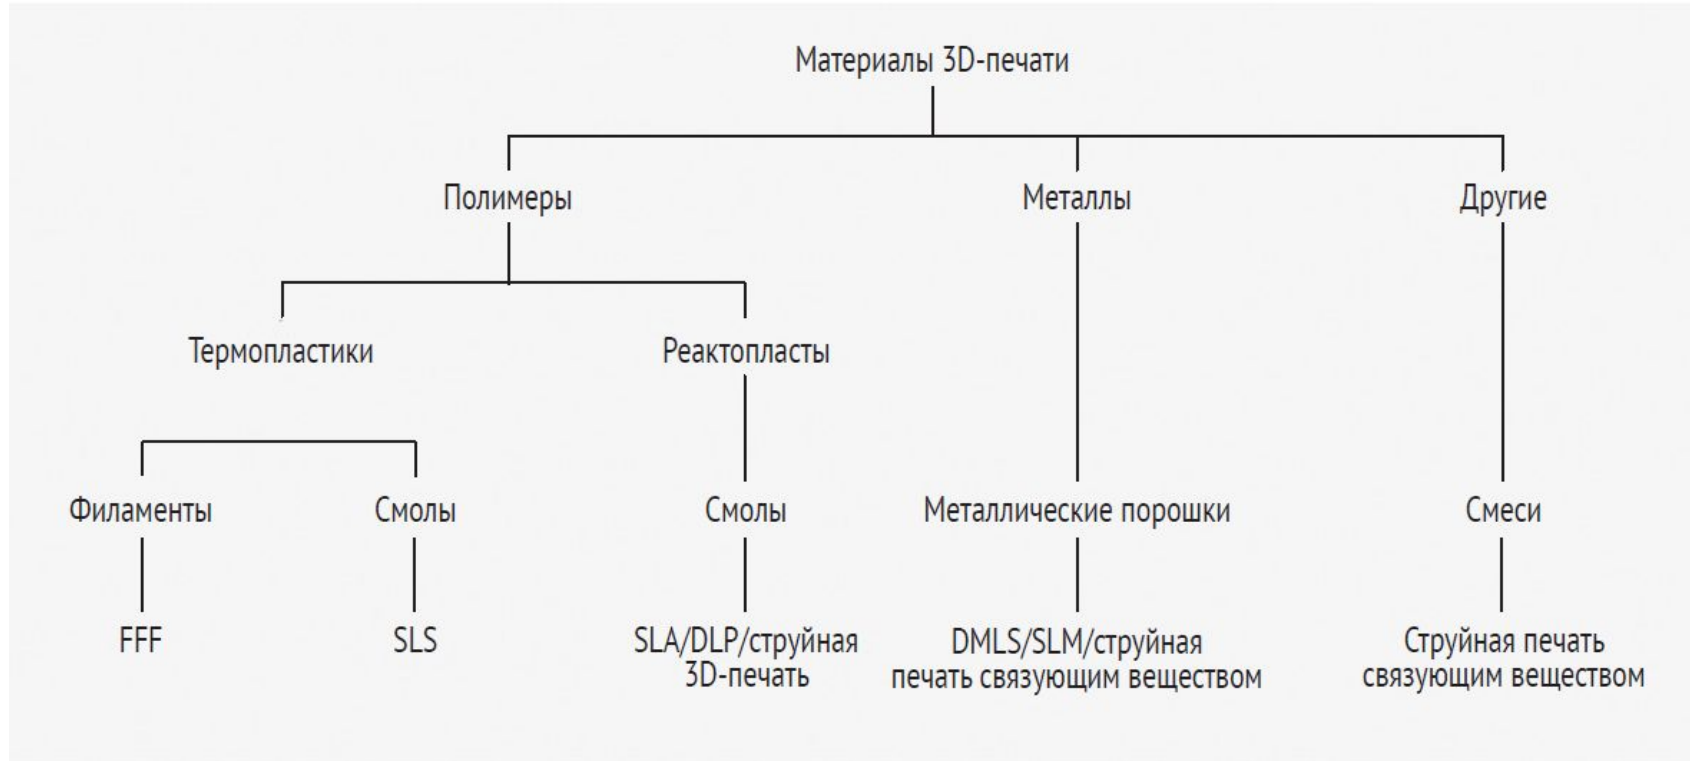 Материалы 3D-печати
Полимеры
Металлы
Другие
Термопластики
Реактопласты
Филаменты
Смолы
Смолы
Металлические порошки
Смеси
FFF
SLS
SLA/DLP/струйная
3D-печать
DMLS/SLM/струйная
печать связующим веществом
Струйная печать
связующим веществом